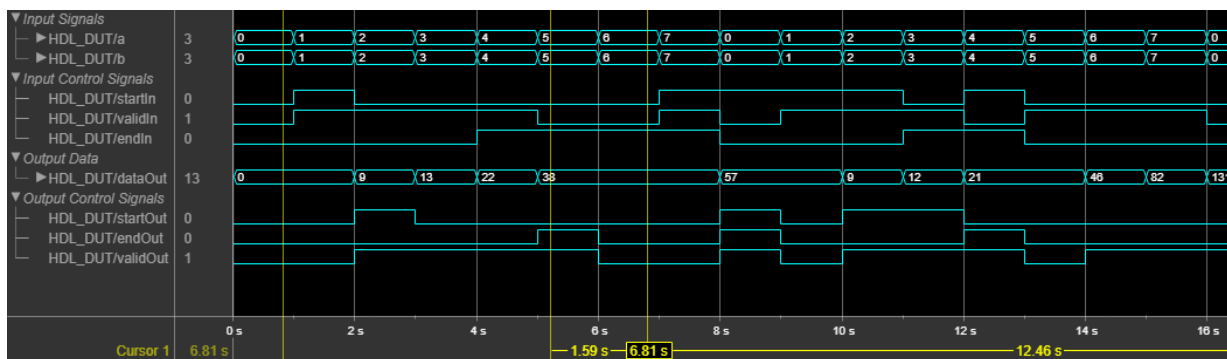 ▼ Input Signals
▶HDL_DUT/a 3 0 1 2 3 4 5 6 7 0 1 2 3 4 5 6 7 0
▶HDL_DUT/b 3 0 1 2 3 4 5 6 7 0 1 2 3 4 5 6 7 0
▼ Input Control Signals
HDL_DUT/startIn 0
HDL_DUT/validIn 1
HDL_DUT/endIn 0
▼ Output Data
▶HDL_DUT/dataOut 13 0 9 13 22 38 57 9 12 21 46 82 131
▼ Output Control Signals
HDL_DUT/startOut 0
HDL_DUT/endOut 0
HDL_DUT/validOut 1
0 s 2 s 4 s 6 s 8 s 10 s 12 s 14 s 16 s
Cursor 1 6.81 s 1.59 s 6.81 s 12.46 s